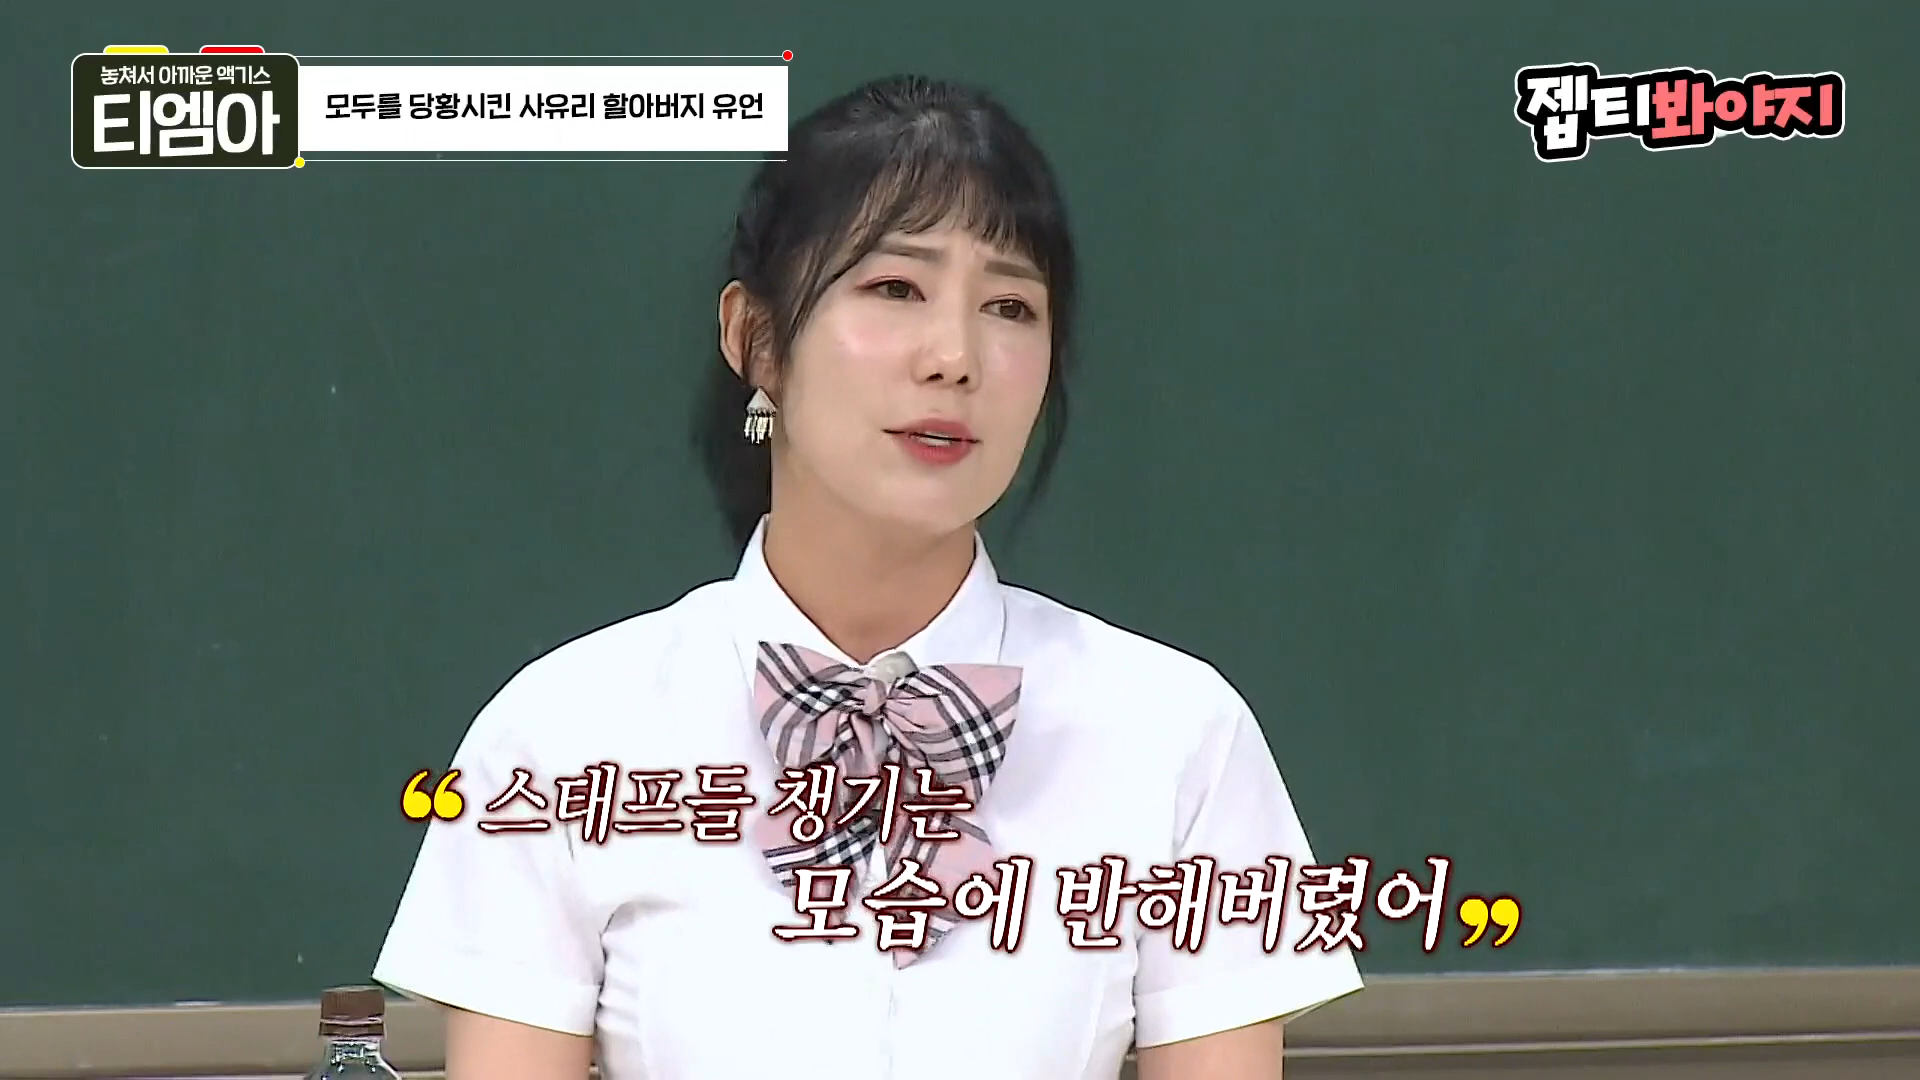 놓쳐서 아까운 액기스
티엠아
모두를 당황시킨 사유리 할아버지 유언
젭티봐야지
“스태프들 챙기는
모습에 반해버렸어”